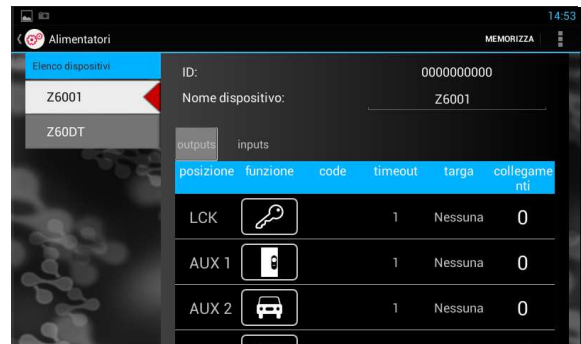 14:53
Alimentatori
MEMORIZZA
Elenco dispositivi
Z6001
Z60DT
ID: 0000000000
Nome dispositivo: Z6001
outputs inputs
posizione funzione code timeout targa collegame
nti
LCK 1 Nessuna 0
AUX 1 1 Nessuna 0
AUX 2 1 Nessuna 0